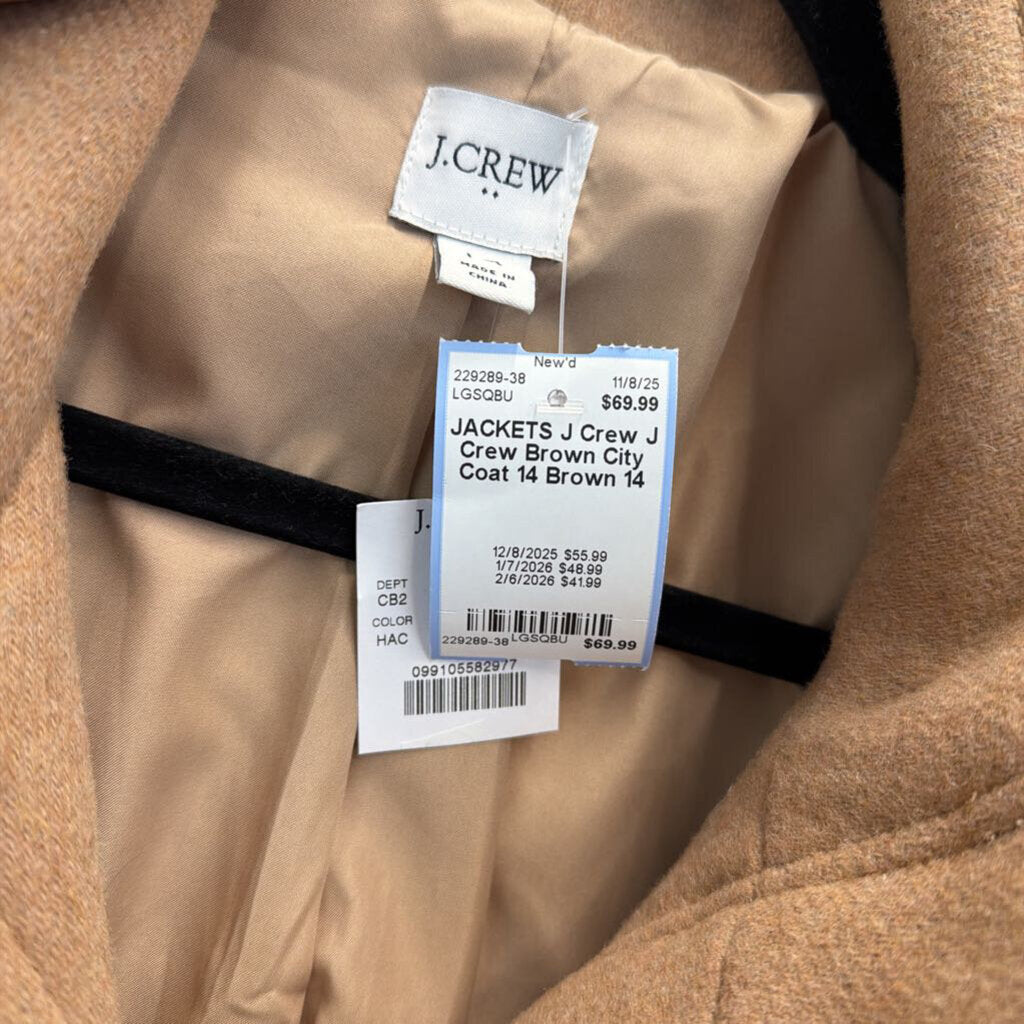 J.CREW
MADE IN
CHINA
New'd
229289-38 11/8/25
LGSQBU $69.99
JACKETS J Crew J
Crew Brown City
Coat 14 Brown 14
12/8/2025 $55.99
1/7/2026 $48.99
2/6/2026 $41.99
229289-38 LGSQBU $69.99
J.
DEPT
CB2
COLOR
HAC
099105582977